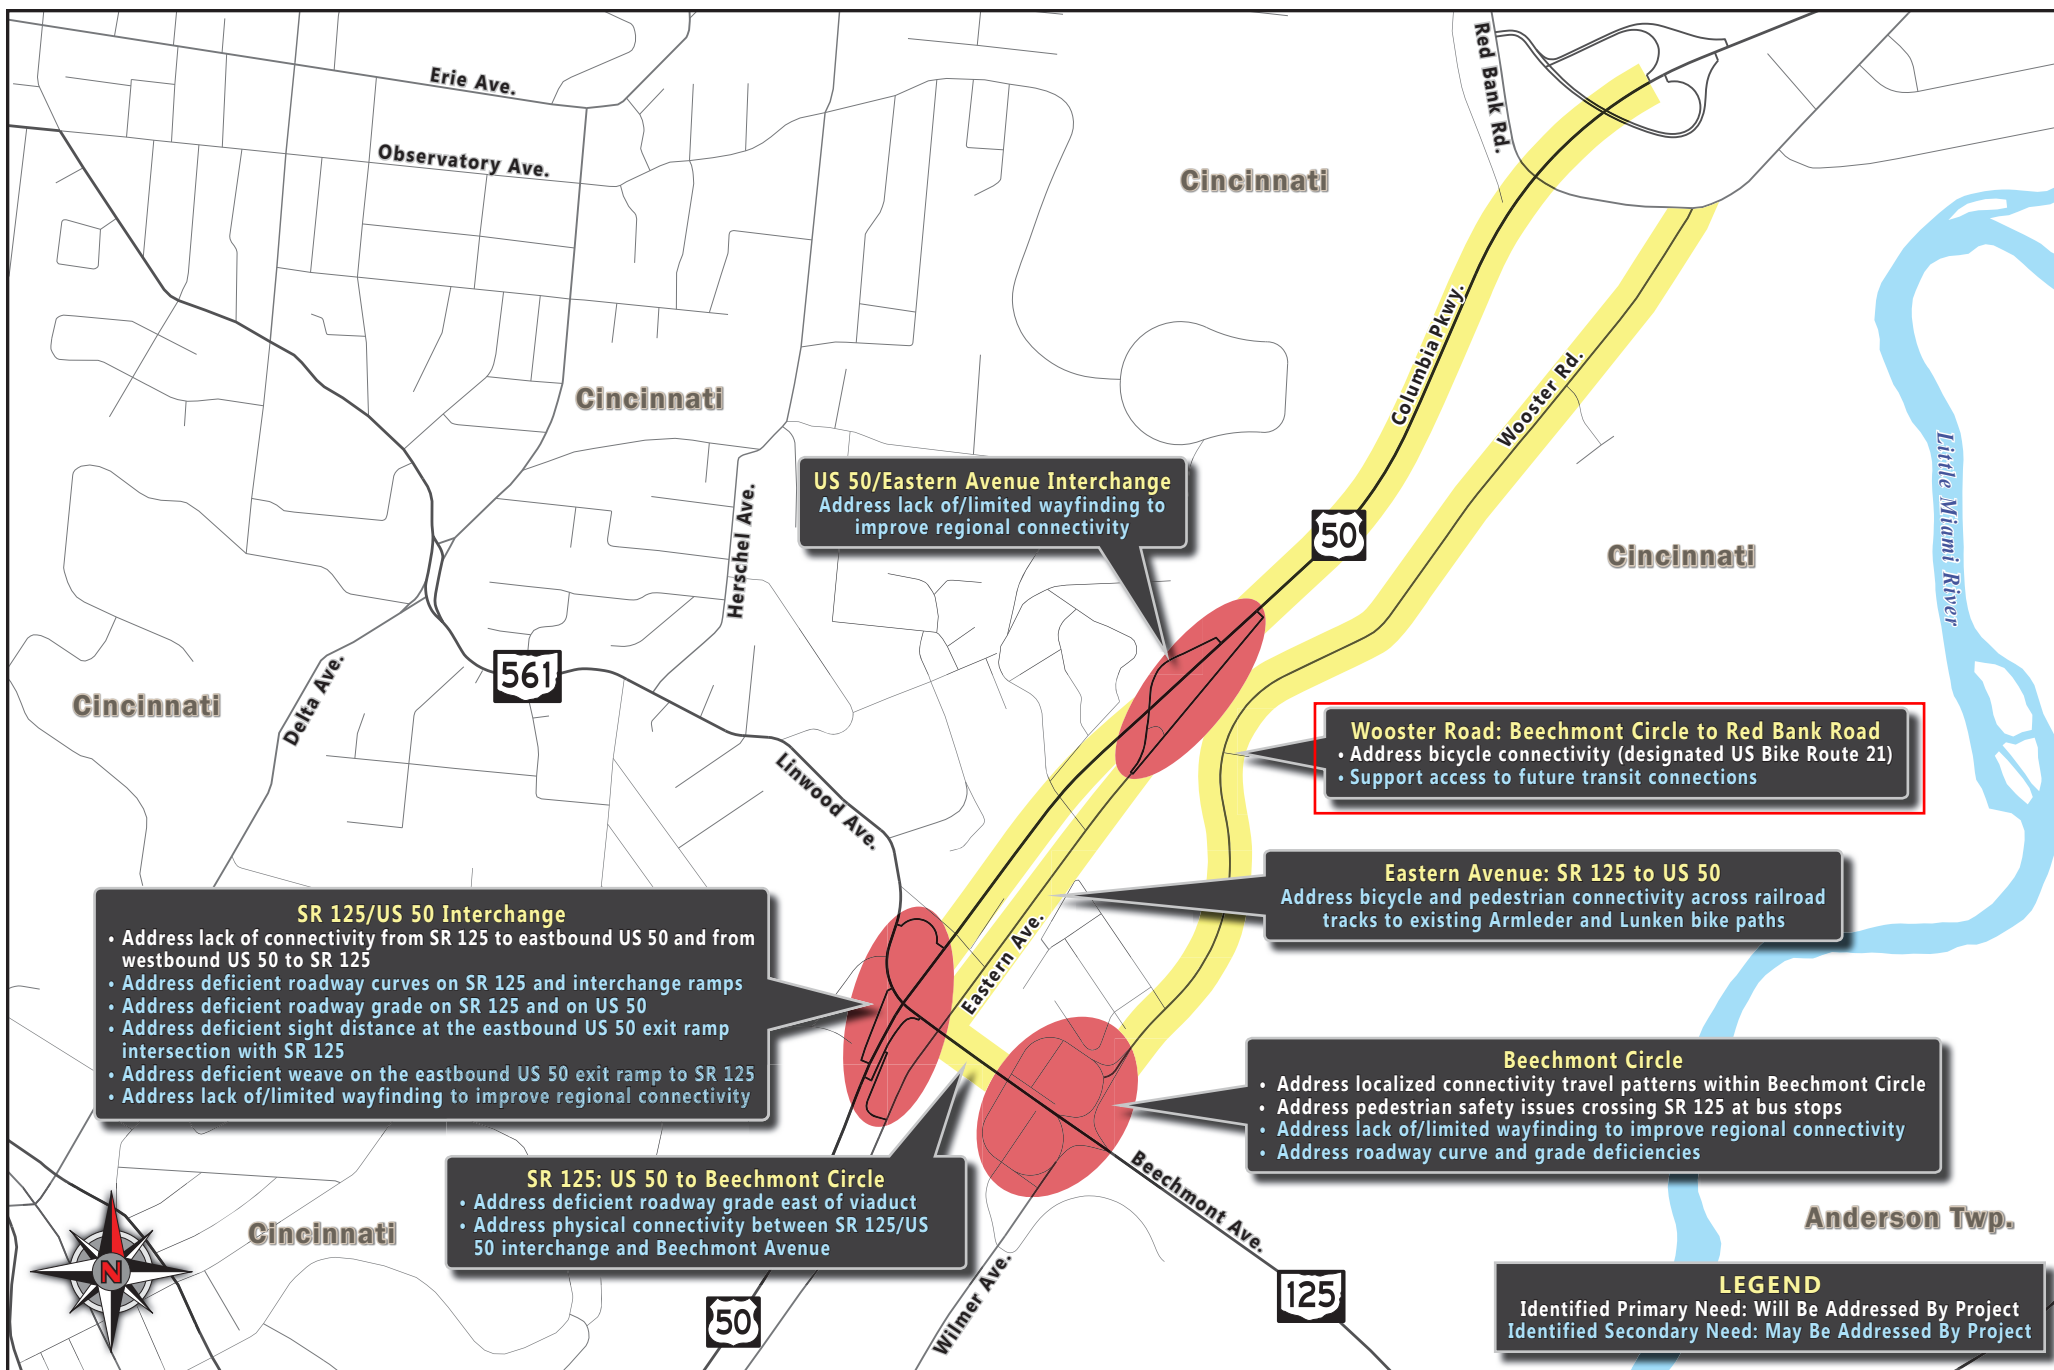 Erie Ave.
Observatory Ave.
Red Bank Rd.
Cincinnati
Columbia Pkwy.
Wooster Rd.
Cincinnati
Little Miami River
US 50/Eastern Avenue Interchange
Address lack of/limited wayfinding to
improve regional connectivity
Herschel Ave.
50
Cincinnati
561
Delta Ave.
Cincinnati
Linwood Ave.
Wooster Road: Beechmont Circle to Red Bank Road
• Address bicycle connectivity (designated US Bike Route 21)
• Support access to future transit connections
Eastern Avenue: SR 125 to US 50
Address bicycle and pedestrian connectivity across railroad
tracks to existing Armleder and Lunken bike paths
Eastern Ave.
SR 125/US 50 Interchange
• Address lack of connectivity from SR 125 to eastbound US 50 and from
westbound US 50 to SR 125
• Address deficient roadway curves on SR 125 and interchange ramps
• Address deficient roadway grade on SR 125 and on US 50
• Address deficient sight distance at the eastbound US 50 exit ramp
intersection with SR 125
• Address deficient weave on the eastbound US 50 exit ramp to SR 125
• Address lack of/limited wayfinding to improve regional connectivity
Beechmont Circle
• Address localized connectivity travel patterns within Beechmont Circle
• Address pedestrian safety issues crossing SR 125 at bus stops
• Address lack of/limited wayfinding to improve regional connectivity
• Address roadway curve and grade deficiencies
SR 125: US 50 to Beechmont Circle
• Address deficient roadway grade east of viaduct
• Address physical connectivity between SR 125/US
50 interchange and Beechmont Avenue
Beechmont Ave.
Wilmer Ave.
Cincinnati
Anderson Twp.
N
50
125
LEGEND
Identified Primary Need: Will Be Addressed By Project
Identified Secondary Need: May Be Addressed By Project